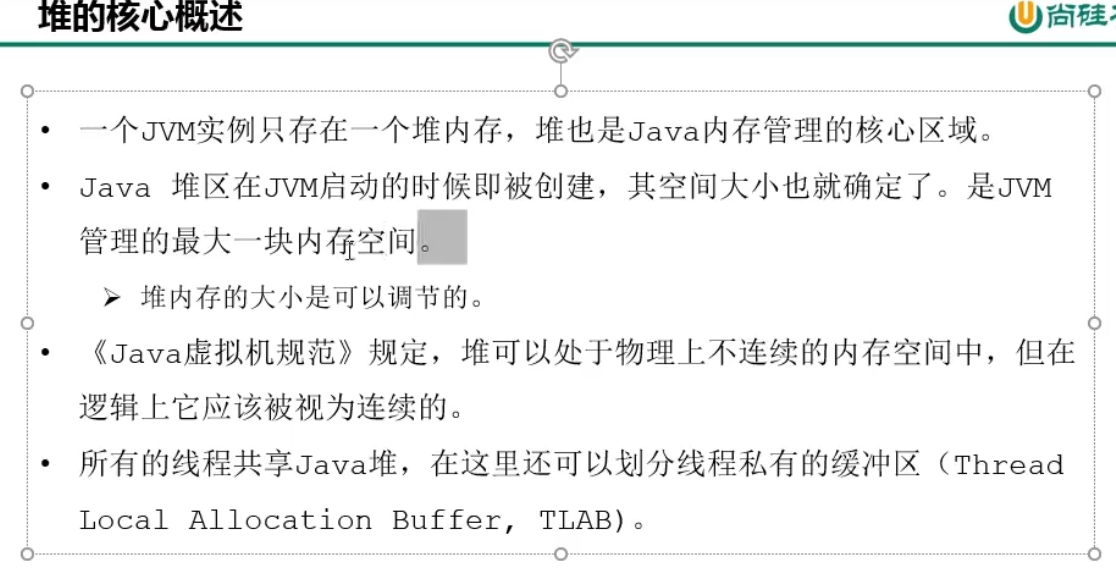 堆的核心概述
尚硅
• 一个JVM实例只存在一个堆内存，堆也是Java内存管理的核心区域。
• Java 堆区在JVM启动的时候即被创建，其空间大小也就确定了。是JVM
管理的最大一块内存空间。
➢ 堆内存的大小是可以调节的。
• 《Java虚拟机规范》规定，堆可以处于物理上不连续的内存空间中，但在
逻辑上它应该被视为连续的。
• 所有的线程共享Java堆，在这里还可以划分线程私有的缓冲区（Thread
Local Allocation Buffer, TLAB)。